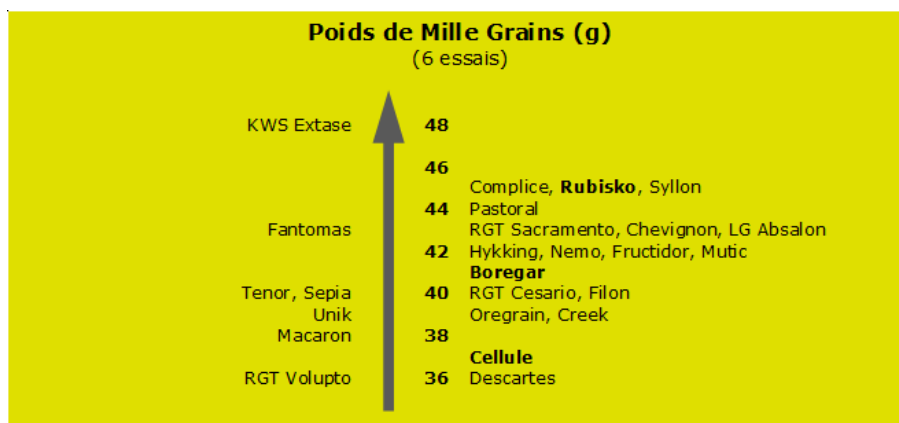 Poids de Mille Grains (g)
(6 essais)
KWS Extase 48
46
Complice, Rubisko, Syllon
44 Pastoral
Fantomas RGT Sacramento, Chevignon, LG Absalon
42 Hykking, Nemo, Fructidor, Mutic
Boregar
Tenor, Sepia 40 RGT Cesario, Filon
Unik Oregrain, Creek
Macaron 38
Cellule
RGT Volupto 36 Descartes